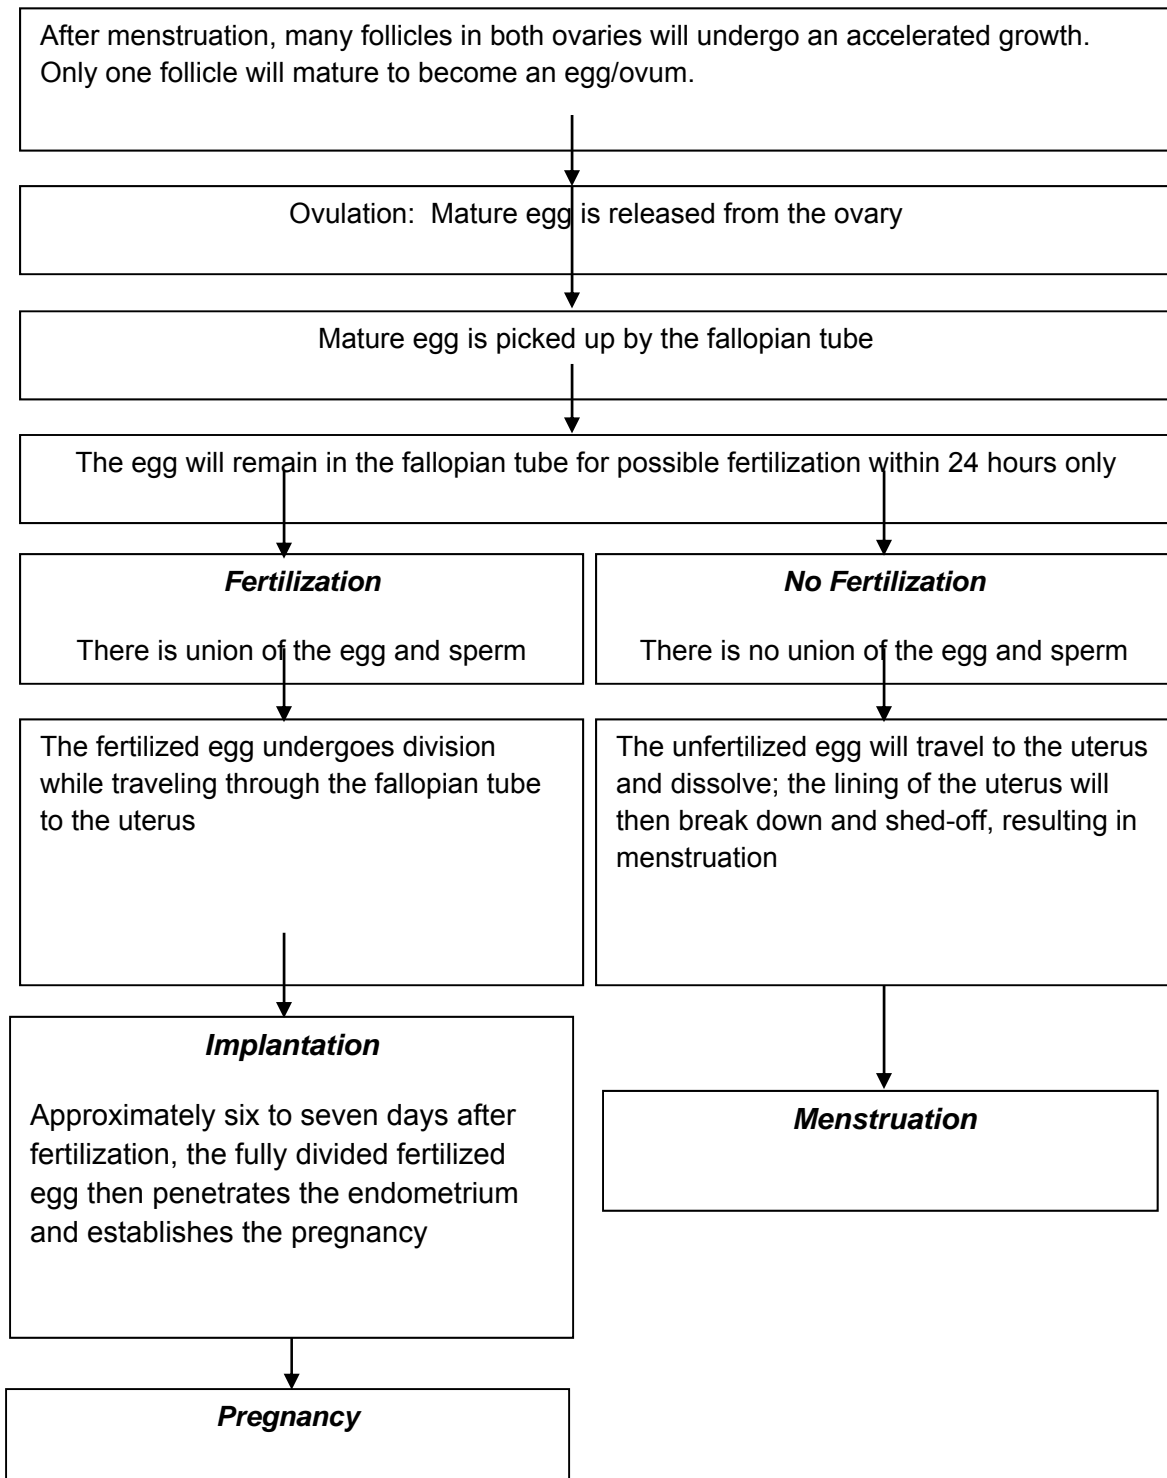 After menstruation, many follicles in both ovaries will undergo an accelerated growth.
Only one follicle will mature to become an egg/ovum.
Ovulation:  Mature egg is released from the ovary
Mature egg is picked up by the fallopian tube
The egg will remain in the fallopian tube for possible fertilization within 24 hours only
Fertilization
There is union of the egg and sperm
No Fertilization
There is no union of the egg and sperm
The fertilized egg undergoes division
while traveling through the fallopian tube
to the uterus
The unfertilized egg will travel to the uterus
and dissolve; the lining of the uterus will
then break down and shed-off, resulting in
menstruation
Implantation
Approximately six to seven days after
fertilization, the fully divided fertilized
egg then penetrates the endometrium
and establishes the pregnancy
Menstruation
Pregnancy